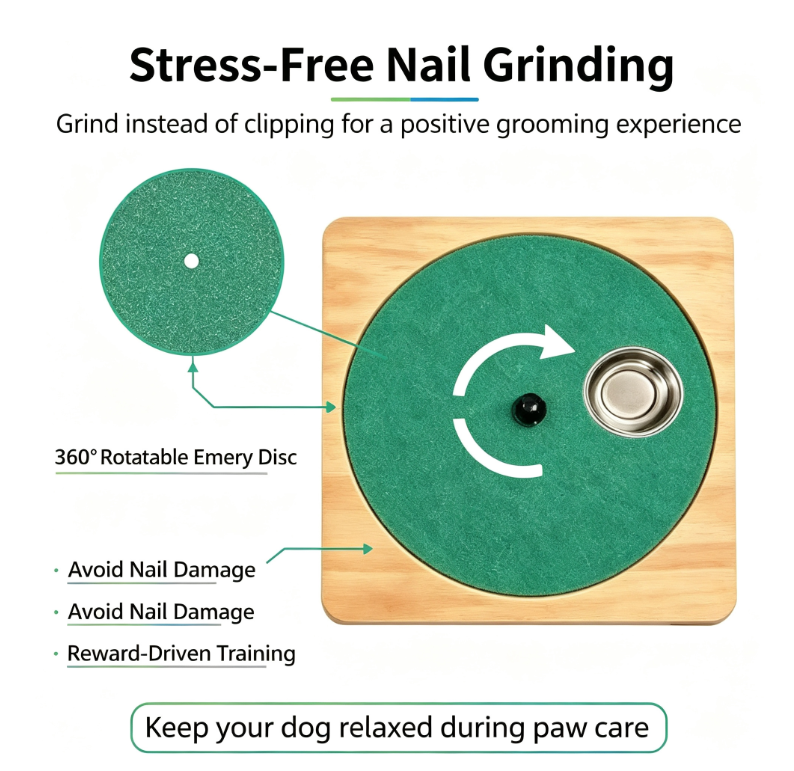 Stress-Free Nail Grinding
Grind instead of clipping for a positive grooming experience
360° Rotatable Emery Disc
· Avoid Nail Damage
· Avoid Nail Damage
· Reward-Driven Training
Keep your dog relaxed during paw care